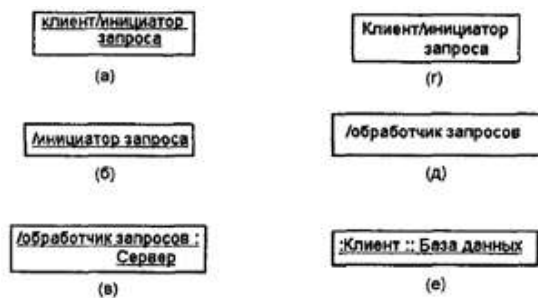 клиент/инициатор
запроса
(а)
Клиент/инициатор
запроса
(г)
/инициатор запроса
(б)
/обработчик запросов
(д)
/обработчик запросов :
Сервер
(в)
:Клиент :: База данных
(е)